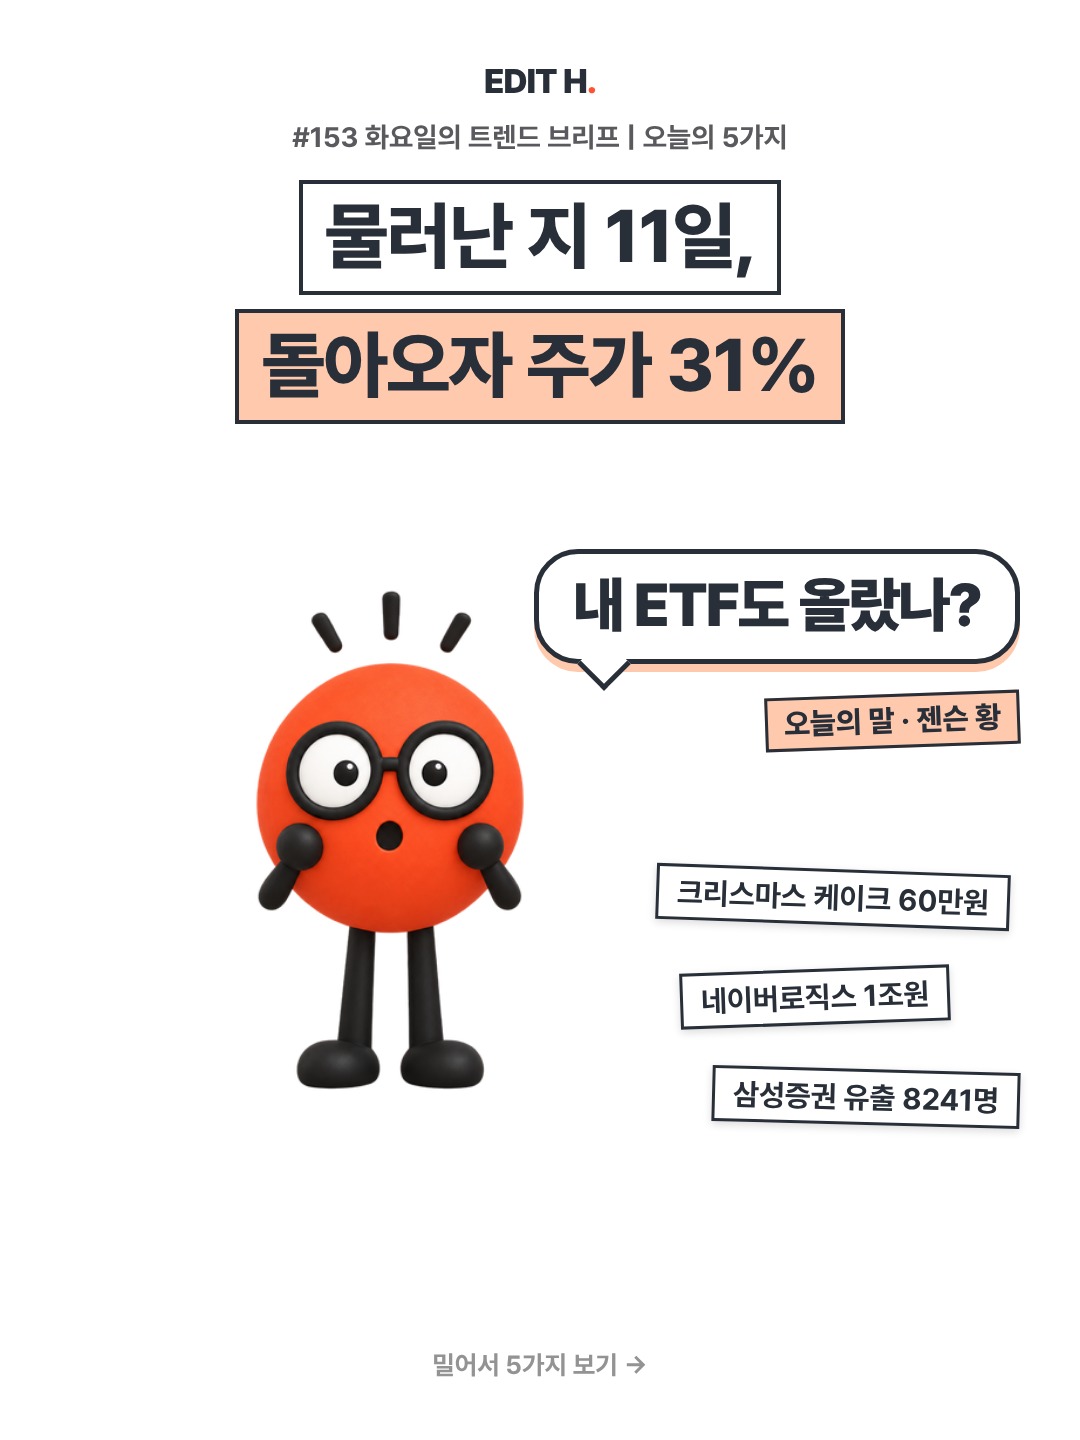 EDIT H.
#153 화요일의 트렌드 브리프 | 오늘의 5가지
물러난 지 11일,
돌아오자 주가 31%
내 ETF도 올랐나?
오늘의 말 · 젠슨 황
크리스마스 케이크 60만원
네이버로직스 1조원
삼성증권 유출 8241명
밀어서 5가지 보기 →